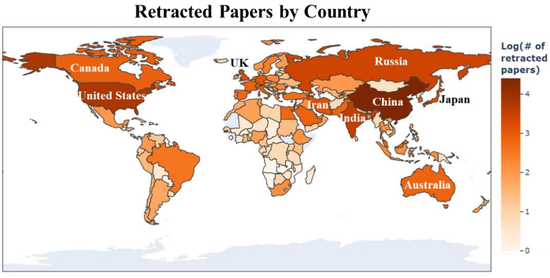 Retracted Papers by Country
Log(# of
retracted
papers)
UK
Russia
Canada
United State
Iran
China
Japan
India
Australia
4
3
2
1
0